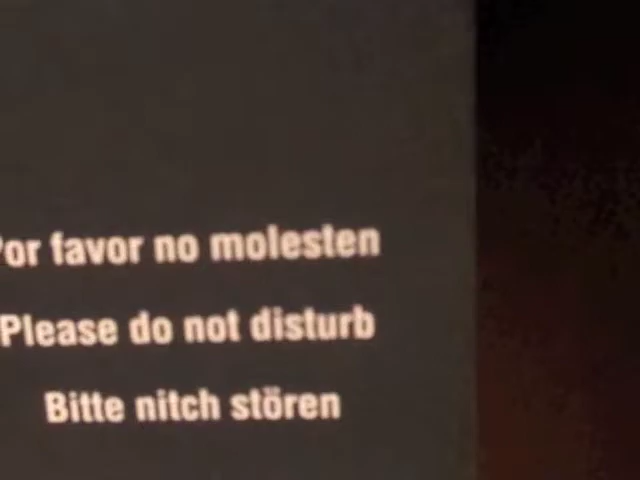 Por favor no molesten
Please do not disturb
Bitte nitch stören